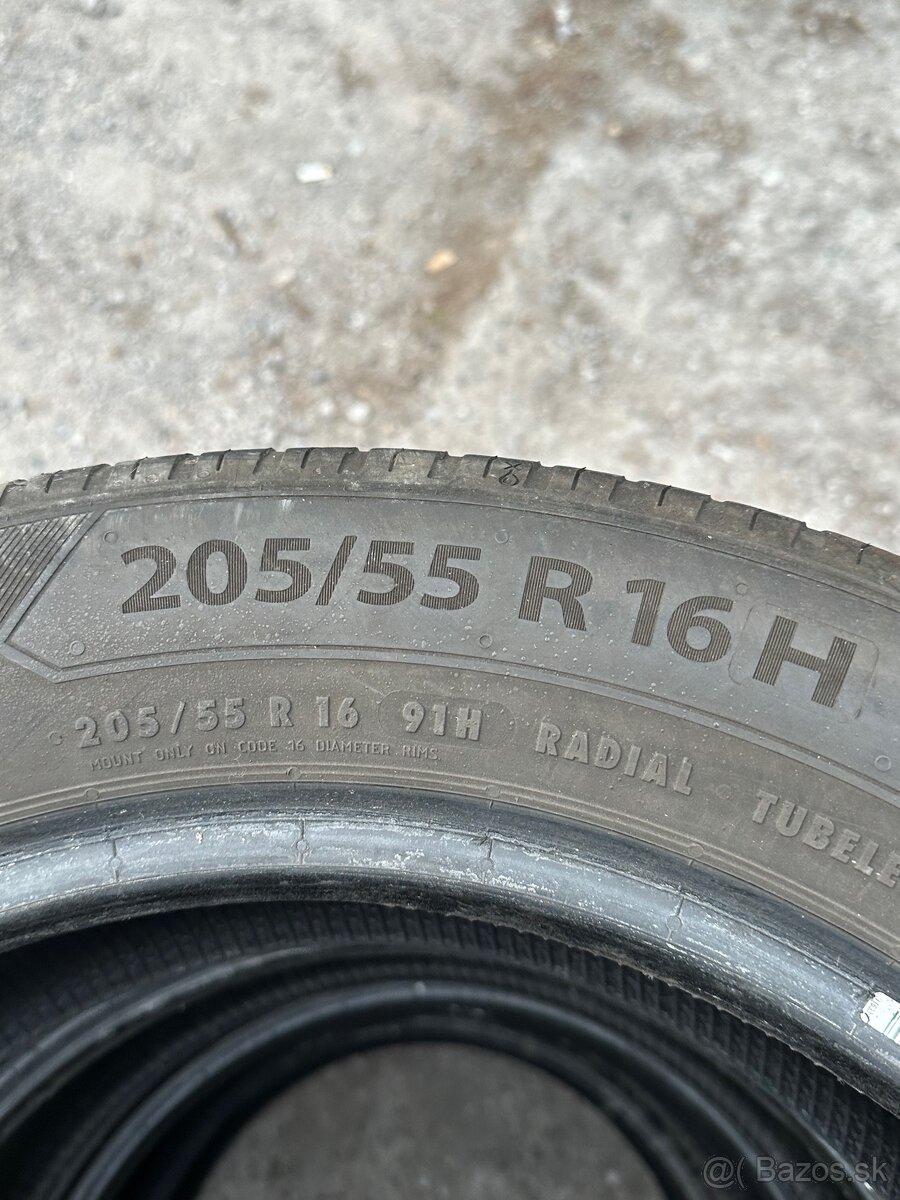 205/55 R 16 H
205/55 R 16 91H RADIAL TUBELE
MOUNT ONLY ON CODE 16 DIAMETER RIMS
@( Bazos.sk